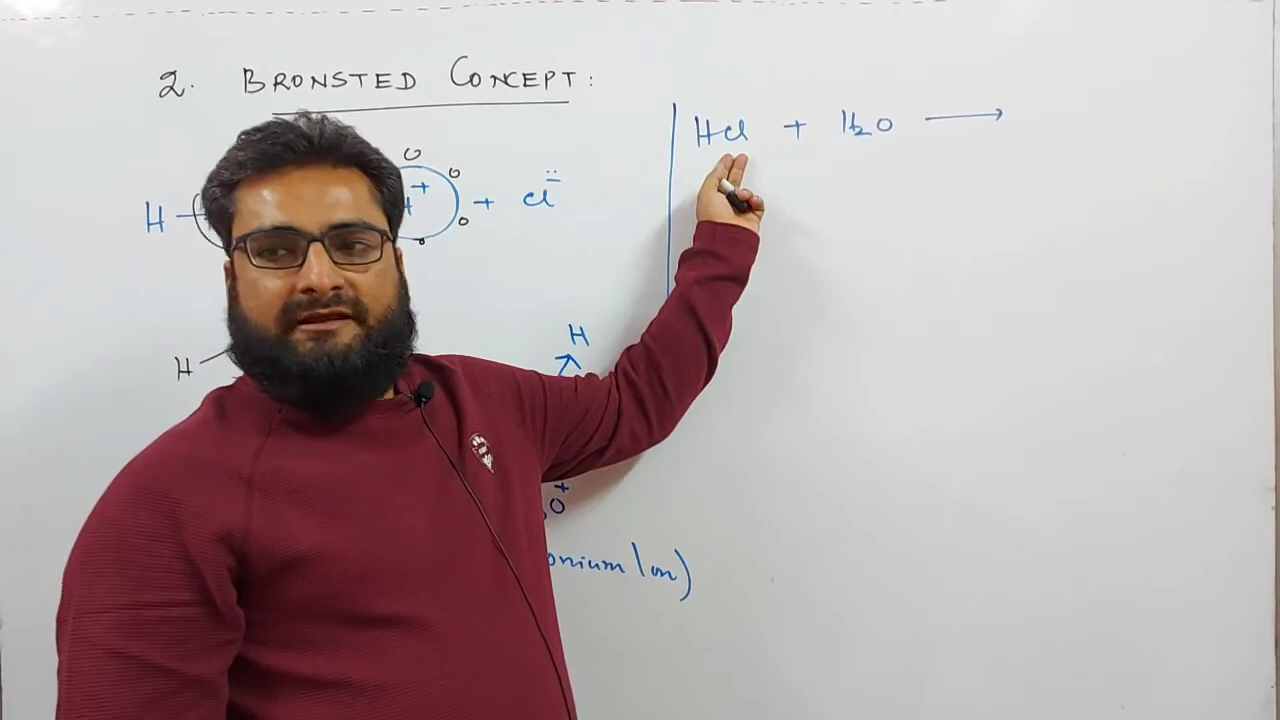 2. BRONSTED CONCEPT:
HCl + H2O ⟶
H + + Cl-
H
H
+
O
onium Ion)